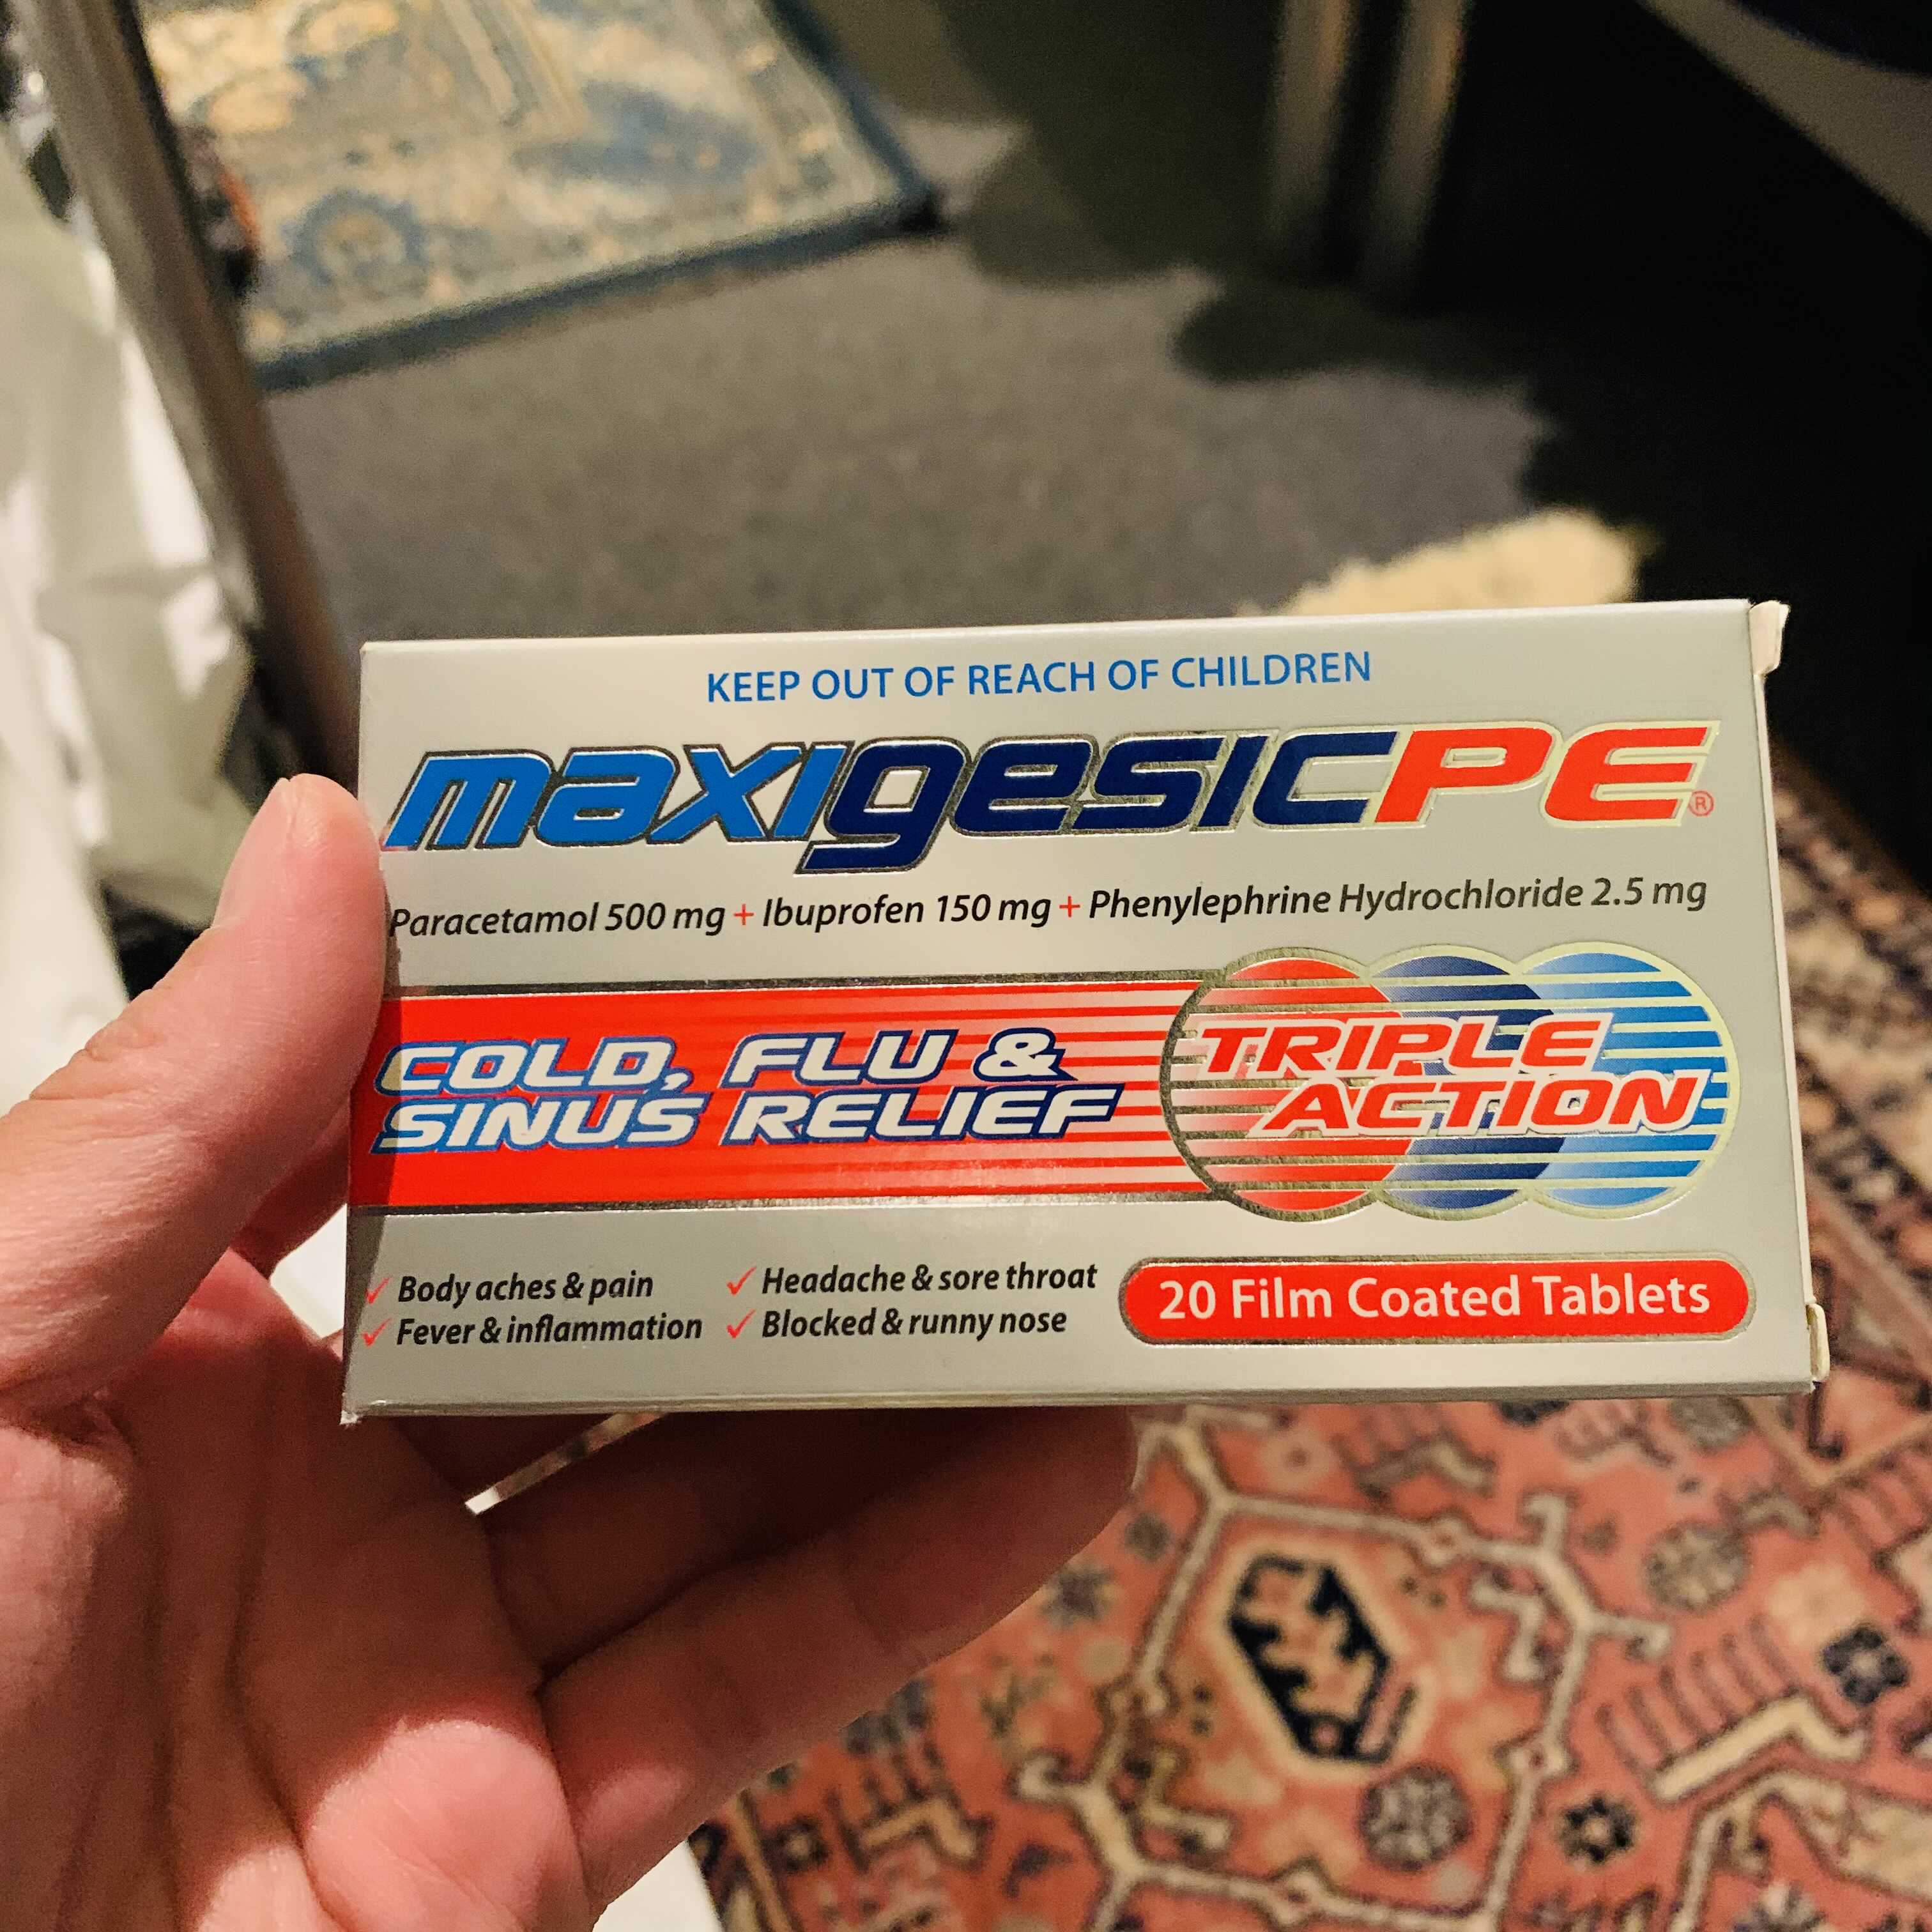 KEEP OUT OF REACH OF CHILDREN
maxigesicPE®
Paracetamol 500 mg + Ibuprofen 150 mg + Phenylephrine Hydrochloride 2.5 mg
COLD, FLU &
SINUS RELIEF
TRIPLE
ACTION
✓ Body aches & pain
✓ Fever & inflammation
✓ Headache & sore throat
✓ Blocked & runny nose
20 Film Coated Tablets